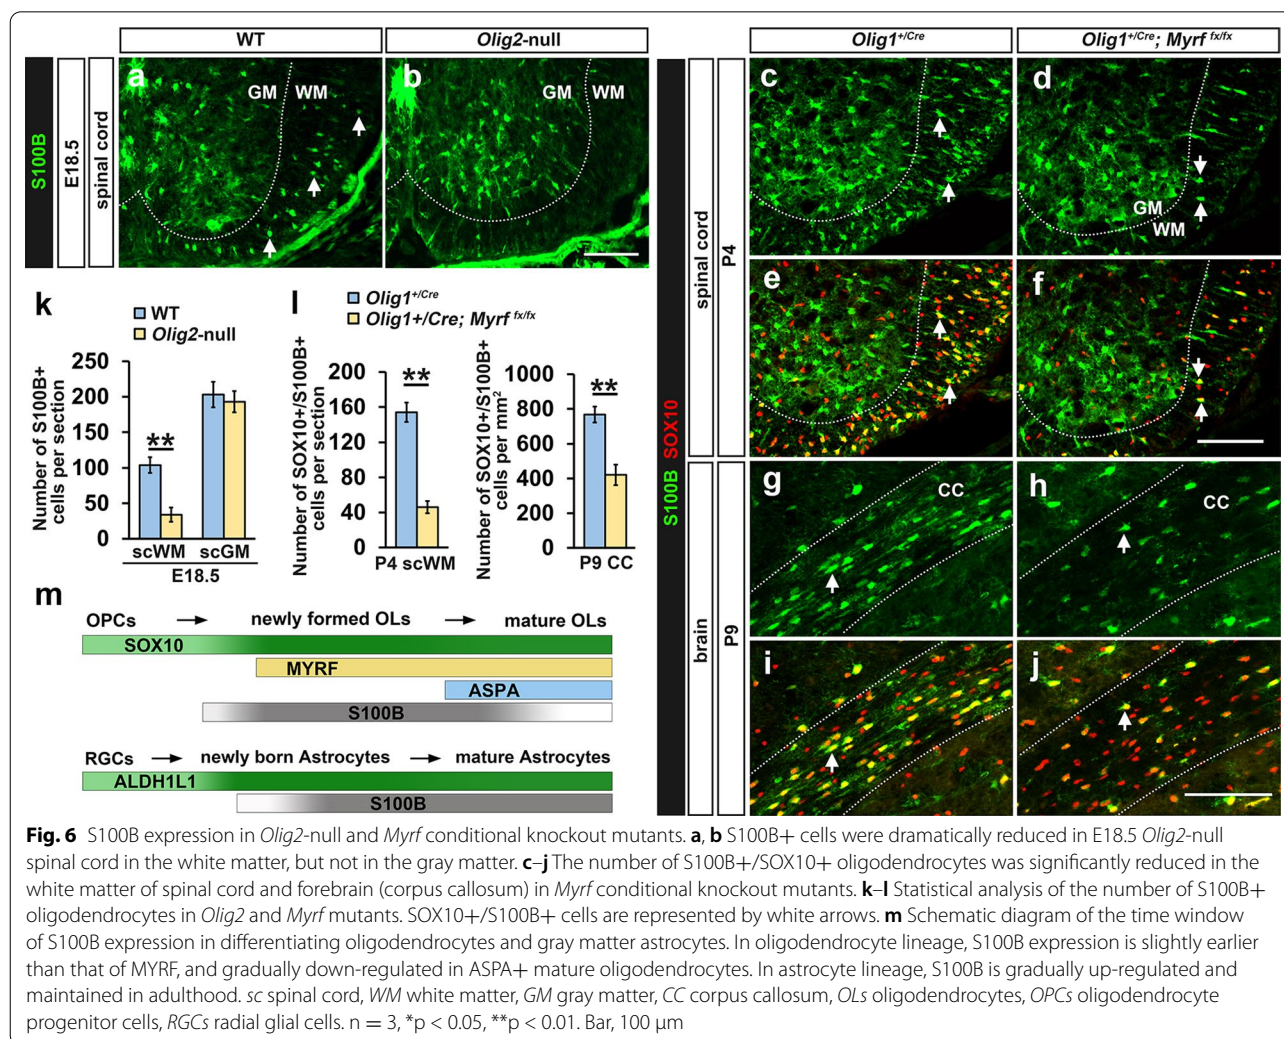 WT
Olig2-null
S100B
E18.5
spinal cord
a
GM
WM
b
GM
WM
Olig1+/Cre
Olig1+/Cre; Myrf fx/fx
S100B SOX10
spinal cord
P4
c
d
GM
WM
e
f
brain
P9
g
CC
h
CC
i
j
k
WT
Olig2-null
Number of S100B+
cells per section
250
200
150
100
50
0
**
scWM
scGM
E18.5
l
Olig1+/Cre
Olig1+/Cre; Myrf fx/fx
Number of SOX10+/S100B+
cells per section
200
160
120
80
40
0
**
P4 scWM
Number of SOX10+/S100B+
cells per mm2
1000
800
600
400
200
0
**
P9 CC
m
OPCs → newly formed OLs → mature OLs
SOX10
MYRF
ASPA
S100B
RGCs → newly born Astrocytes → mature Astrocytes
ALDH1L1
S100B
Fig. 6 S100B expression in Olig2-null and Myrf conditional knockout mutants. a, b S100B+ cells were dramatically reduced in E18.5 Olig2-null
spinal cord in the white matter, but not in the gray matter. c–j The number of S100B+/SOX10+ oligodendrocytes was significantly reduced in the
white matter of spinal cord and forebrain (corpus callosum) in Myrf conditional knockout mutants. k–l Statistical analysis of the number of S100B+
oligodendrocytes in Olig2 and Myrf mutants. SOX10+/S100B+ cells are represented by white arrows. m Schematic diagram of the time window
of S100B expression in differentiating oligodendrocytes and gray matter astrocytes. In oligodendrocyte lineage, S100B expression is slightly earlier
than that of MYRF, and gradually down-regulated in ASPA+ mature oligodendrocytes. In astrocyte lineage, S100B is gradually up-regulated and
maintained in adulthood. sc spinal cord, WM white matter, GM gray matter, CC corpus callosum, OLs oligodendrocytes, OPCs oligodendrocyte
progenitor cells, RGCs radial glial cells. n = 3, *p < 0.05, **p < 0.01. Bar, 100 μm